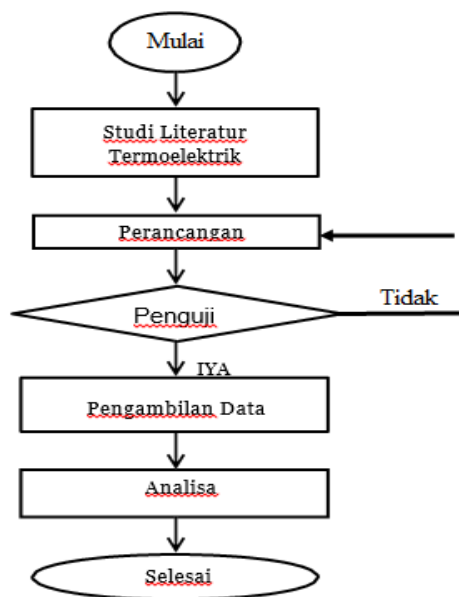 Mulai
Studi Literatur
Termoelektrik
Perancangan
Penguji
Tidak
IYA
Pengambilan Data
Analisa
Selesai